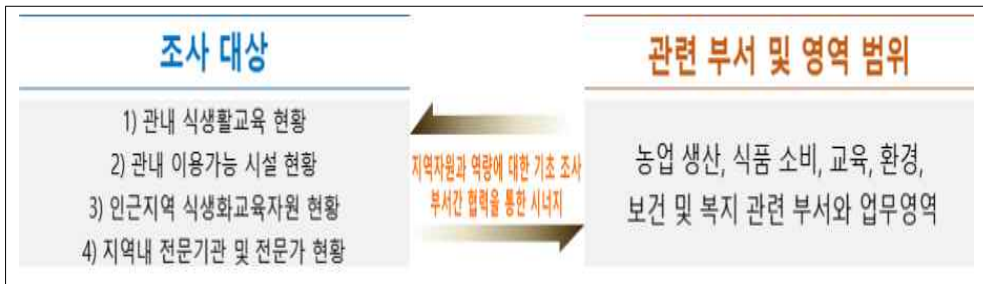 조사 대상
1) 관내 식생활교육 현황
2) 관내 이용가능 시설 현황
3) 인근지역 식생화교육자원 현황
4) 지역내 전문기관 및 전문가 현황
지역자원과 역량에 대한 기초 조사
부서간 협력을 통한 시너지
관련 부서 및 영역 범위
농업 생산, 식품 소비, 교육, 환경,
보건 및 복지 관련 부서와 업무영역